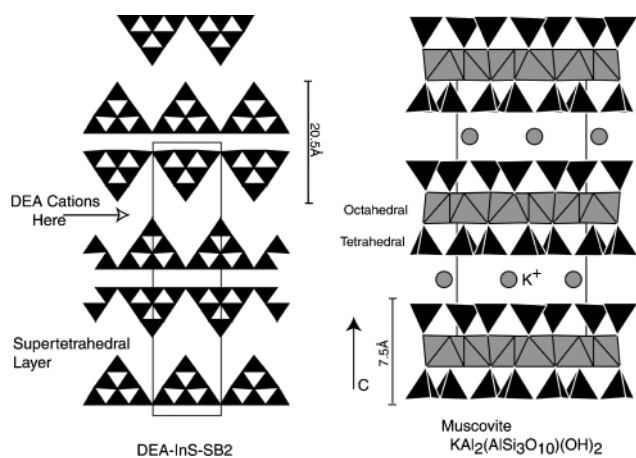 20.5Å
DEA Cations
Here
Supertetrahedral
Layer
DEA-InS-SB2
Octahedral
Tetrahedral
K+
7.5Å
C
Muscovite
KAl2(AlSi3O10)(OH)2